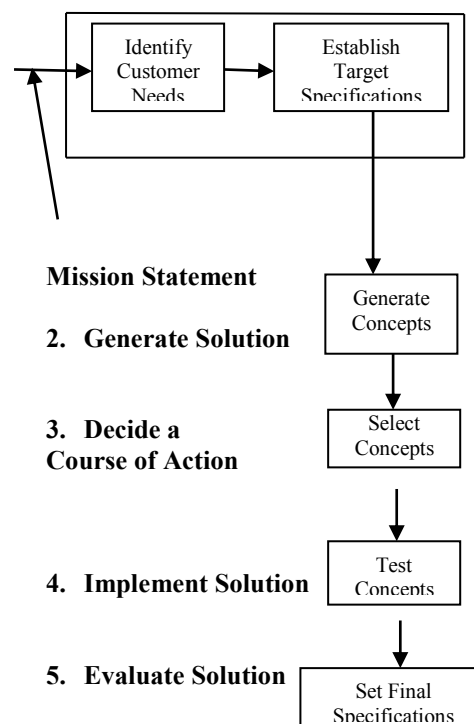 Identify
Customer
Needs
Establish
Target
Specifications
Mission Statement
Generate
Concepts
2. Generate Solution
3. Decide a
Course of Action
Select
Concepts
4. Implement Solution
Test
Concepts
5. Evaluate Solution
Set Final
Specifications